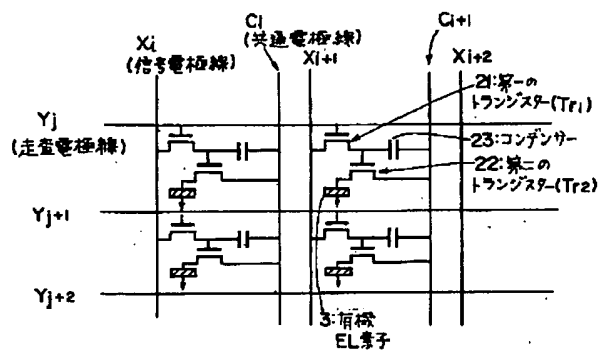 Xi
(信号電極線)
Ci
(共通電極線)
Xi+1
Ci+1
Xi+2
21:第一の
トランジスター(Tr1)
23:コンデンサー
22:第二の
トランジスター(Tr2)
Yj
(走査電極線)
Yj+1
Yj+2
3:有機
EL素子